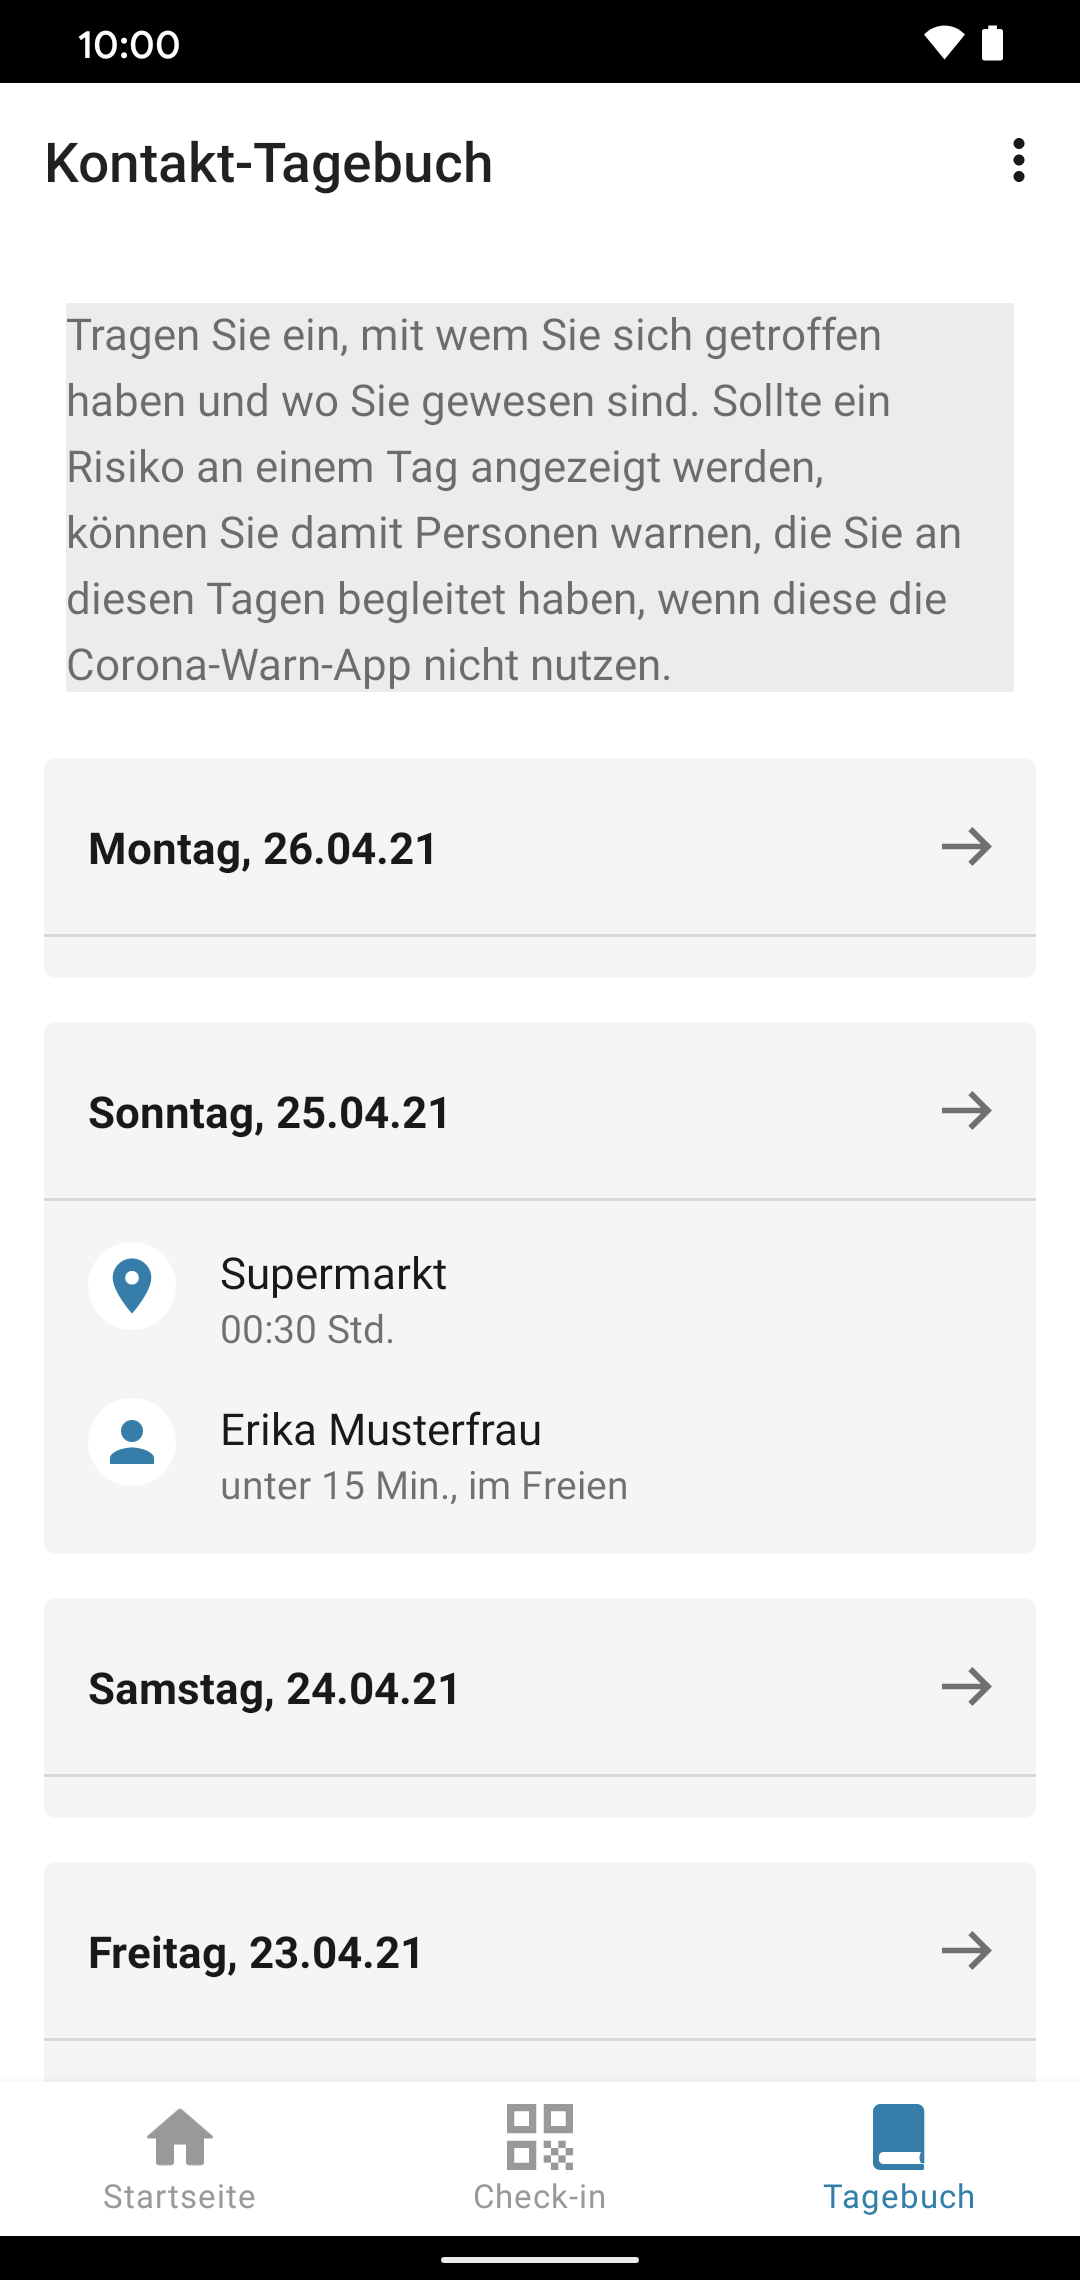 10:00
Kontakt-Tagebuch
Tragen Sie ein, mit wem Sie sich getroffen
haben und wo Sie gewesen sind. Sollte ein
Risiko an einem Tag angezeigt werden,
können Sie damit Personen warnen, die Sie an
diesen Tagen begleitet haben, wenn diese die
Corona-Warn-App nicht nutzen.
Montag, 26.04.21
Sonntag, 25.04.21
Supermarkt
00:30 Std.
Erika Musterfrau
unter 15 Min., im Freien
Samstag, 24.04.21
Freitag, 23.04.21
Startseite
Check-in
Tagebuch